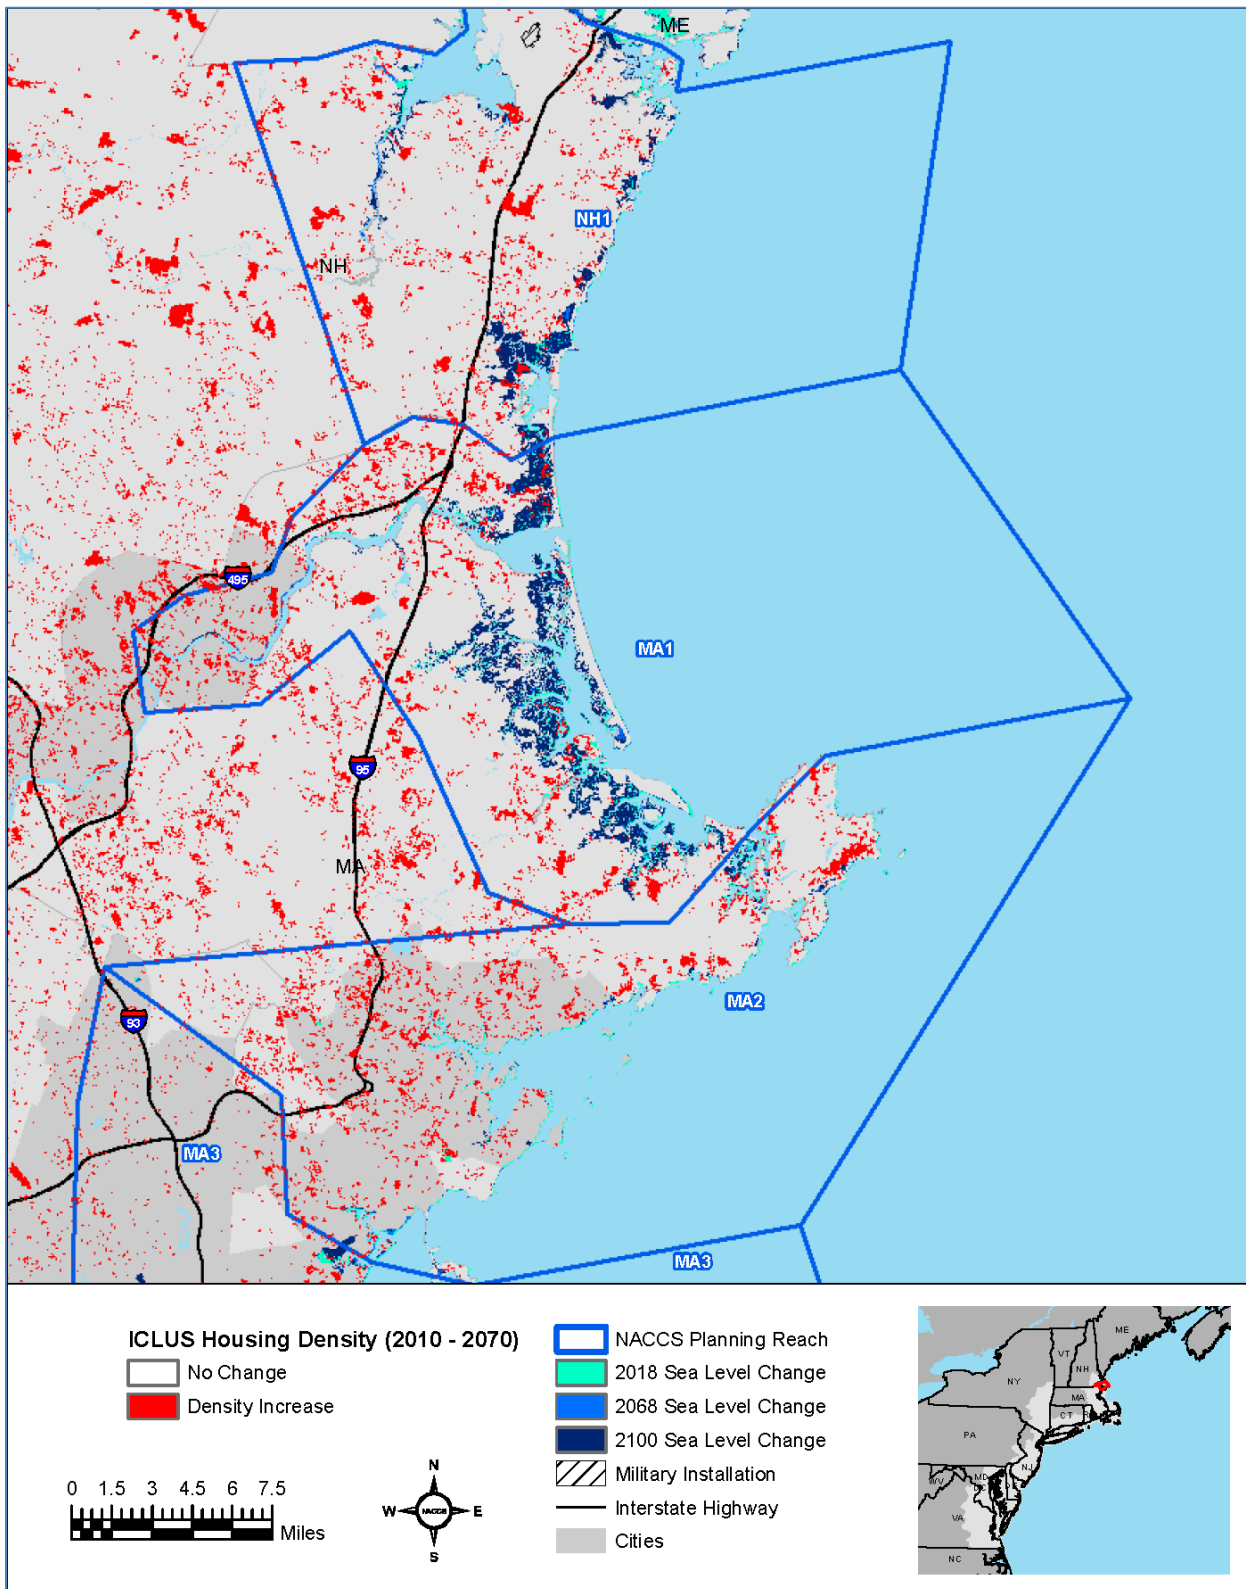 ME
NH1
NH
495
MA1
95
MA
MA2
93
MA3
MA3
ICLUS Housing Density (2010 - 2070)
No Change
Density Increase
NACCS Planning Reach
2018 Sea Level Change
2068 Sea Level Change
2100 Sea Level Change
Military Installation
Interstate Highway
Cities
0 1.5 3 4.5 6 7.5
Miles
N
W NACCS E
S
ME
VT
NH
NY
MA
CT
PA
NJ
MD
WV
VA
NC